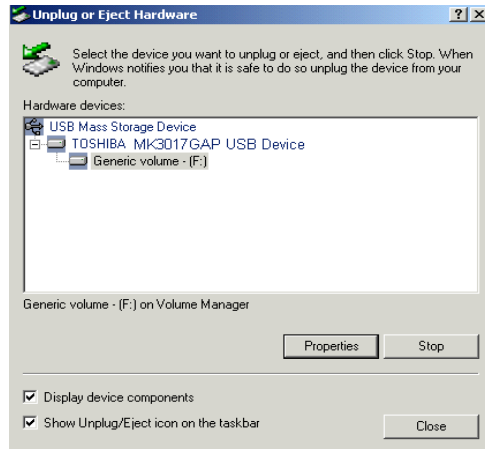 Unplug or Eject Hardware
Select the device you want to unplug or eject, and then click Stop. When
Windows notifies you that it is safe to do so unplug the device from your
computer.
Hardware devices:
USB Mass Storage Device
TOSHIBA MK3017GAP USB Device
Generic volume - (F:)
Generic volume - (F:) on Volume Manager
Properties Stop
Display device components
Show Unplug/Eject icon on the taskbar
Close